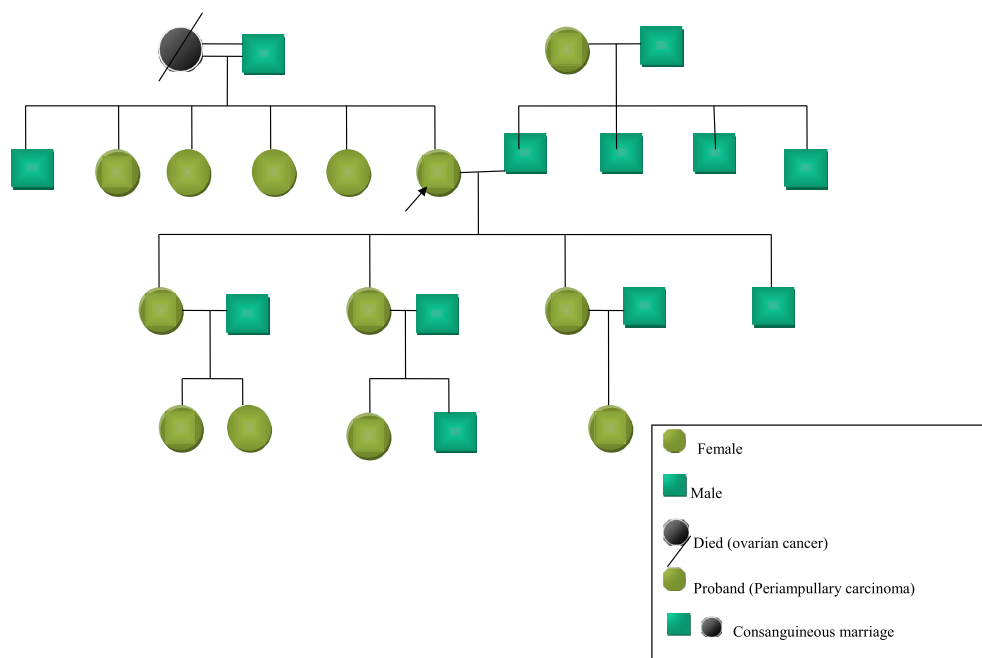 Female
Male
Died (ovarian cancer)
Proband (Periampullary carcinoma)
Consanguineous marriage